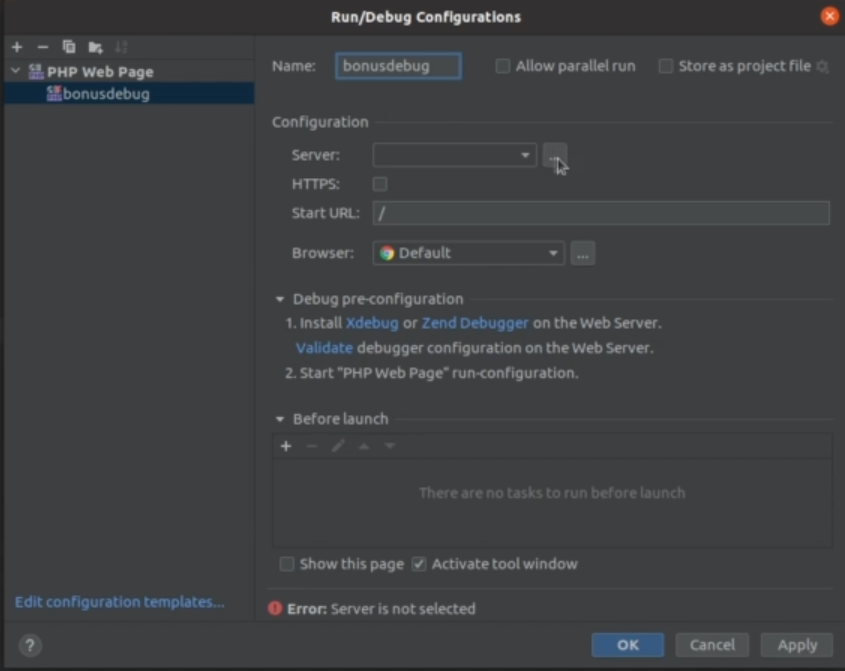 Run/Debug Configurations
PHP Web Page
bonusdebug
Edit configuration templates...
Name: bonusdebug Allow parallel run Store as project file
Configuration
Server: ...
HTTPS:
Start URL: /
Browser: Default ...
Debug pre-configuration
1. Install Xdebug or Zend Debugger on the Web Server.
Validate debugger configuration on the Web Server.
2. Start "PHP Web Page" run-configuration.
Before launch
There are no tasks to run before launch
Show this page Activate tool window
Error: Server is not selected
? OK Cancel Apply